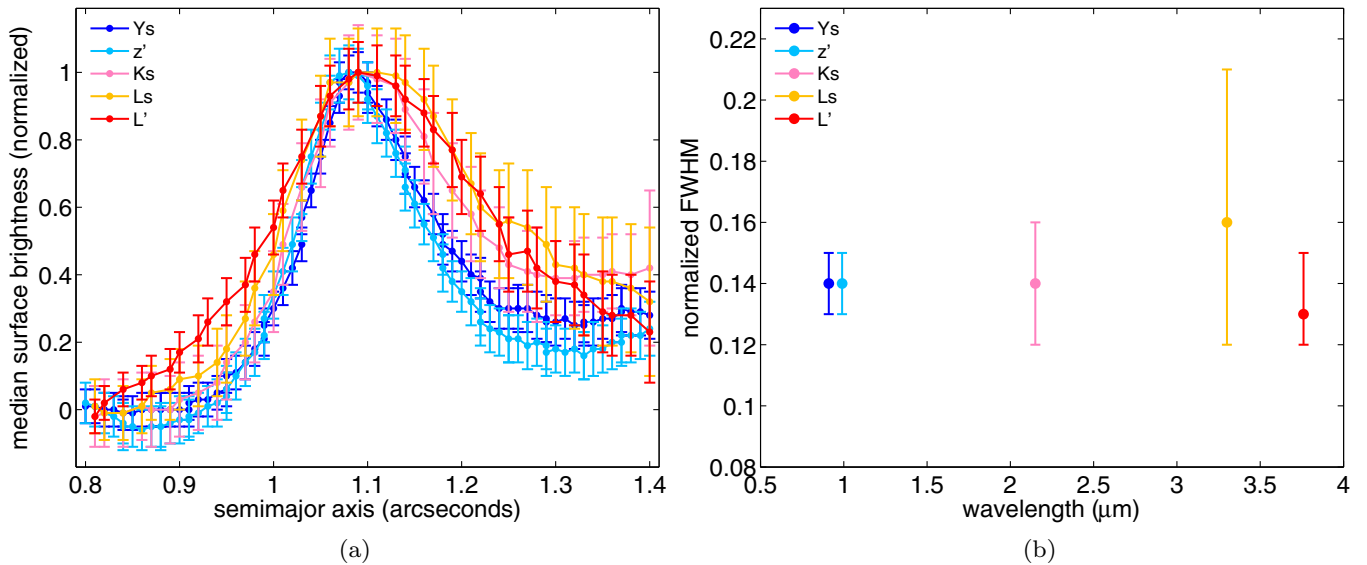 Ys
z'
Ks
Ls
L'
1
0.8
0.6
0.4
0.2
0
median surface brightness (normalized)
0.8 0.9 1.0 1.1 1.2 1.3 1.4
semimajor axis (arcseconds)
(a)
Ys
z'
Ks
Ls
L'
0.22
0.2
0.18
0.16
0.14
0.12
0.1
0.08
normalized FWHM
0.5 1 1.5 2 2.5 3 3.5 4
wavelength (μm)
(b)